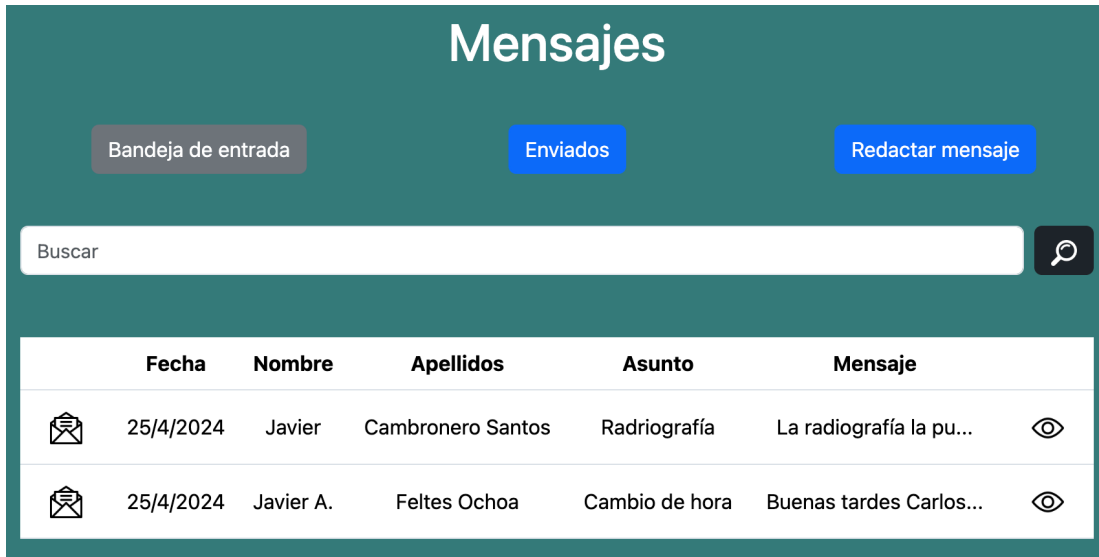 Mensajes
Bandeja de entrada Enviados Redactar mensaje
Buscar
Fecha Nombre Apellidos Asunto Mensaje
25/4/2024 Javier Cambronero Santos Radriografía La radiografía la pu...
25/4/2024 Javier A. Feltes Ochoa Cambio de hora Buenas tardes Carlos...